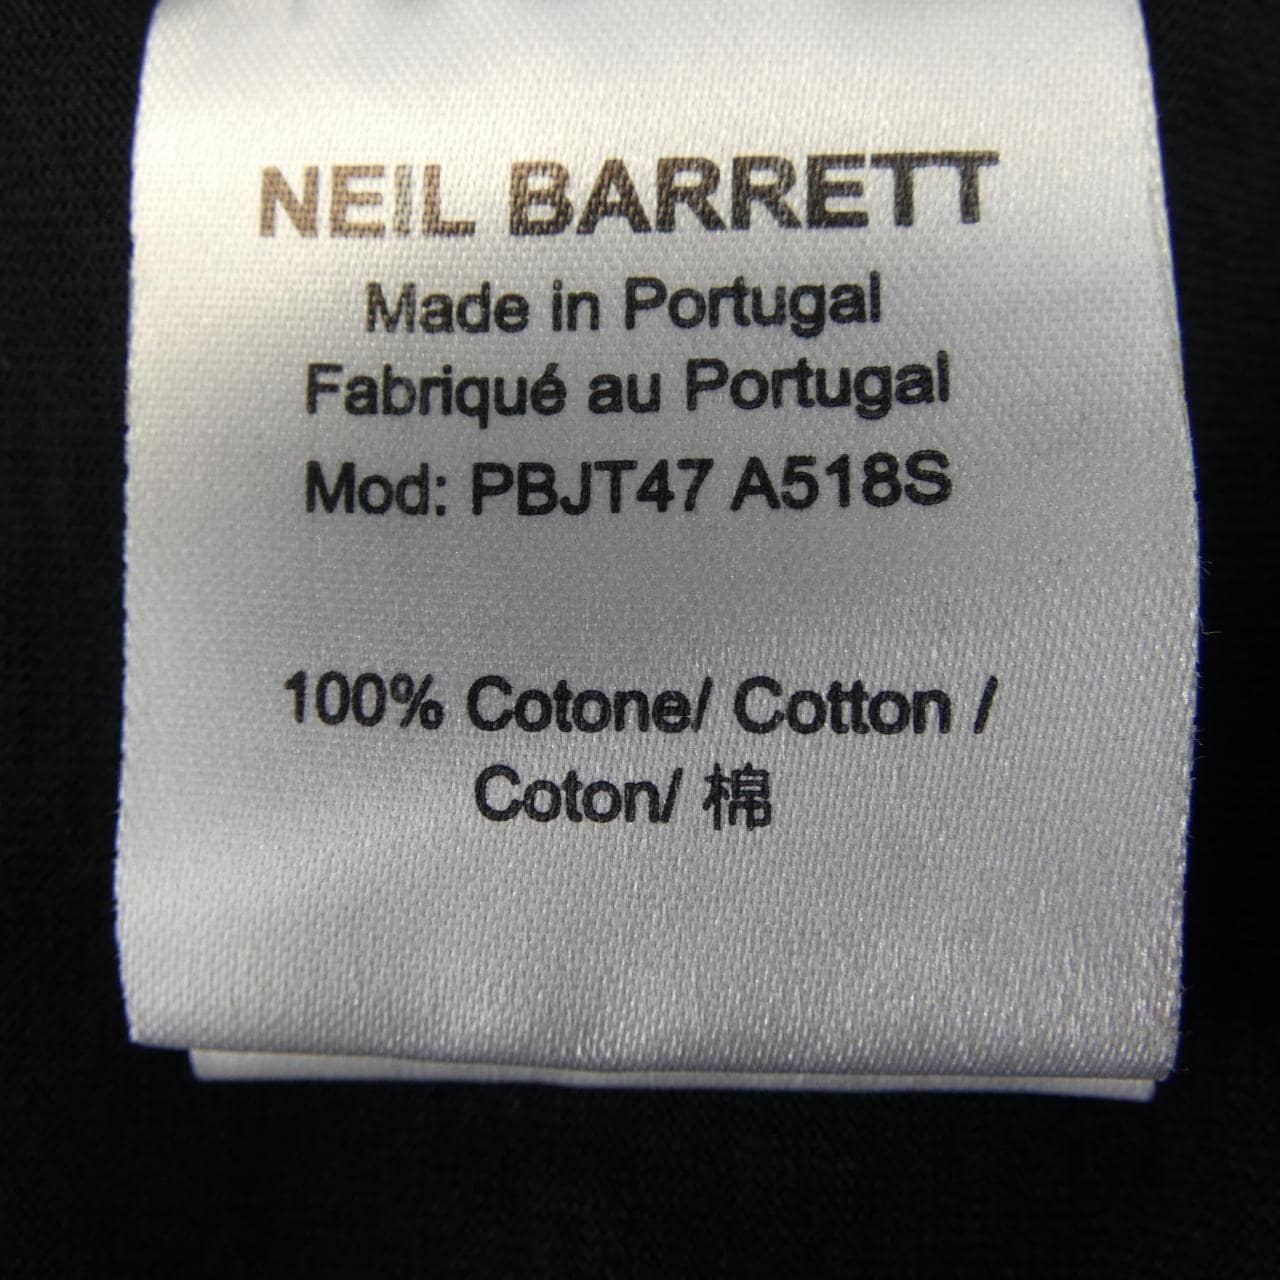 NEIL BARRETT
Made in Portugal
Fabriqué au Portugal
Mod: PBJT47 A518S
100% Cotone/ Cotton /
Coton/ 棉